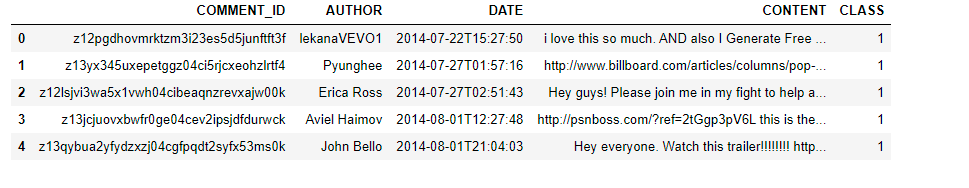 COMMENT_ID AUTHOR DATE CONTENT CLASS
0 z12pgdhovmrktzm3i23es5d5junftft3f lekanaVEVO1 2014-07-22T15:27:50 i love this so much. AND also I Generate Free ... 1
1 z13yx345uxepetggz04ci5rjcxeohzlrtf4 Pyunghee 2014-07-27T01:57:16 http://www.billboard.com/articles/columns/pop-... 1
2 z12lsjvi3wa5x1vwh04cibeaqnzrevxajw00k Erica Ross 2014-07-27T02:51:43 Hey guys! Please join me in my fight to help a... 1
3 z13jcjuovxbwfr0ge04cev2ipsjdfdurwck Aviel Haimov 2014-08-01T12:27:48 http://psnboss.com/?ref=2tGgp3pV6L this is the... 1
4 z13qybua2yfydzxzj04cgfpqdt2syfx53ms0k John Bello 2014-08-01T21:04:03 Hey everyone. Watch this trailer!!!!!!!! http... 1